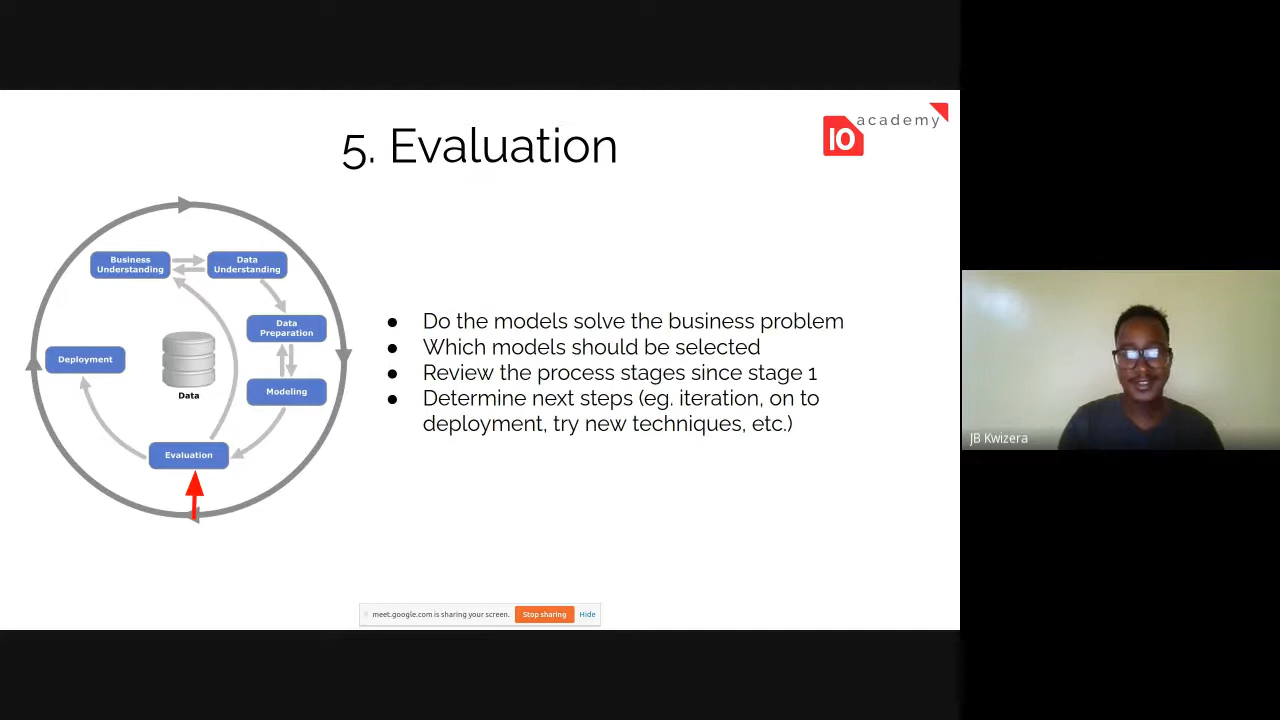 5. Evaluation
10 academy
Business
Understanding
Data
Understanding
Data
Preparation
Deployment
Data
Modeling
Evaluation
● Do the models solve the business problem
● Which models should be selected
● Review the process stages since stage 1
● Determine next steps (eg. iteration, on to
deployment, try new techniques, etc.)
JB Kwizera
meet.google.com is sharing your screen. Stop sharing Hide